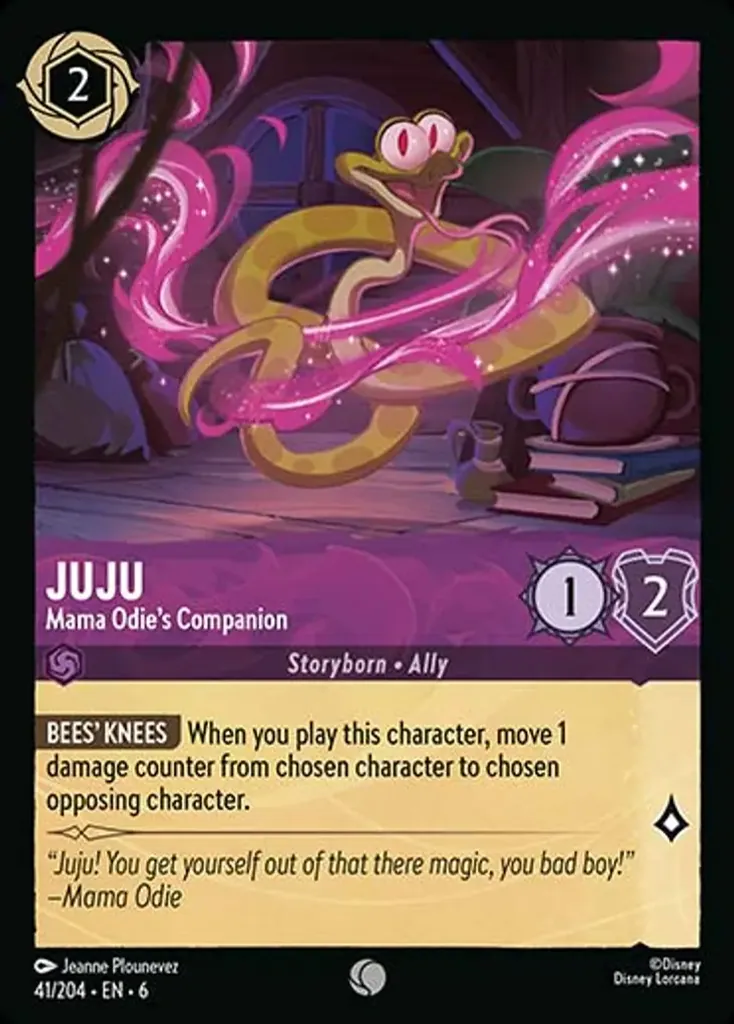 2
JUJU
Mama Odie's Companion
1
2
Storyborn • Ally
BEES' KNEES When you play this character, move 1
damage counter from chosen character to chosen
opposing character.
“Juju! You get yourself out of that there magic, you bad boy!”
–Mama Odie
Jeanne Plounevez
41/204 • EN • 6
©Disney
Disney Lorcana